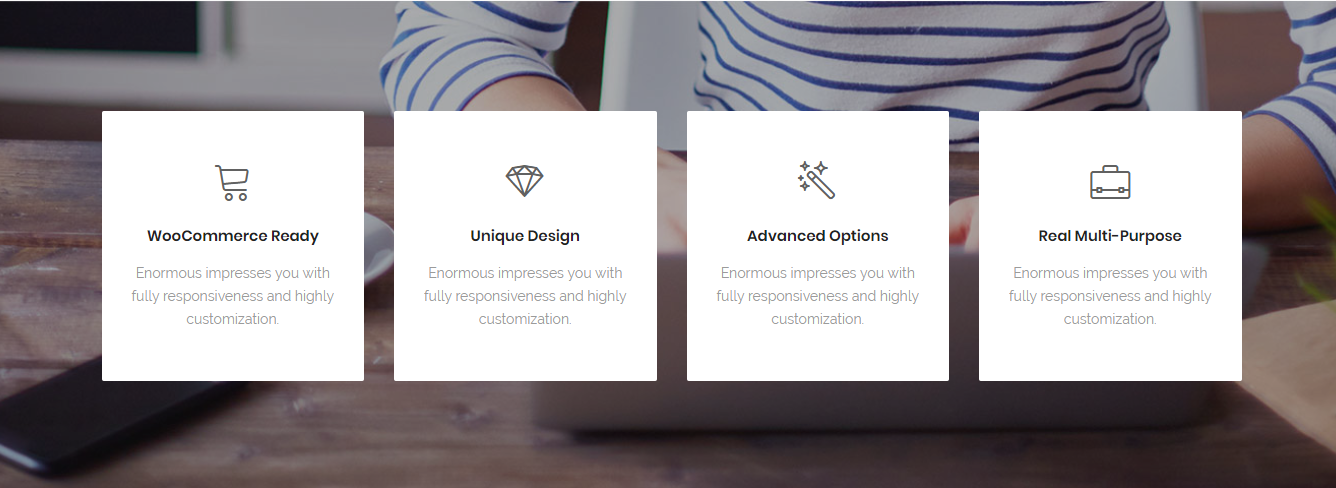 WooCommerce Ready
Enormous impresses you with
fully responsiveness and highly
customization.
Unique Design
Enormous impresses you with
fully responsiveness and highly
customization.
Advanced Options
Enormous impresses you with
fully responsiveness and highly
customization.
Real Multi-Purpose
Enormous impresses you with
fully responsiveness and highly
customization.